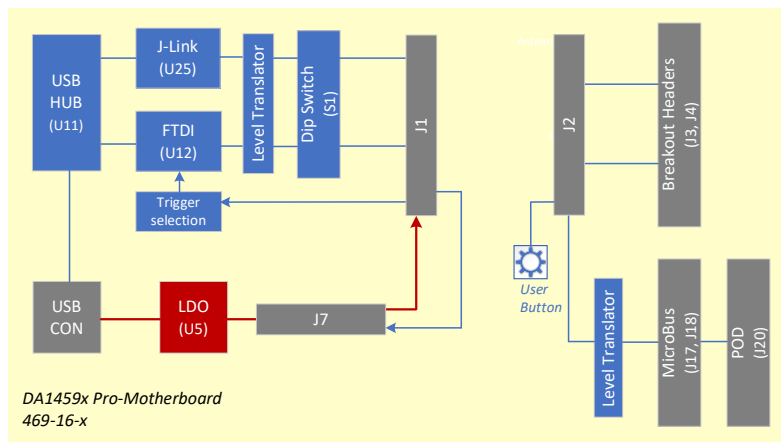 J-Link
(U25)
USB
HUB
(U11)
FTDI
(U12)
Level Translator
Dip Switch
(S1)
J1
Trigger
selection
USB
CON
LDO
(U5)
J7
J2
Breakout Headers
(J3, J4)
User
Button
Level Translator
MicroBus
(J17, J18)
POD
(J20)
DA1459x Pro-Motherboard
469-16-x